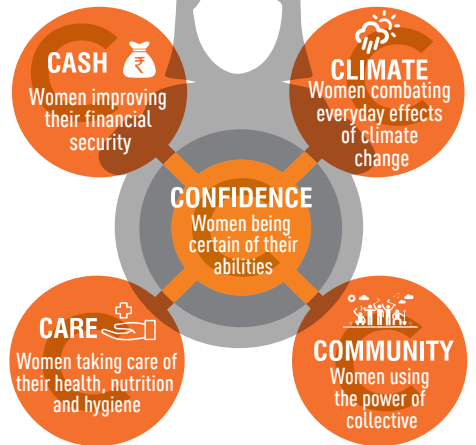 CASH ₹
Women improving
their financial
security
CLIMATE
Women combating
everyday effects
of climate
change
CONFIDENCE
Women being
certain of their
abilities
CARE
Women taking care of
their health, nutrition
and hygiene
COMMUNITY
Women using
the power of
collective